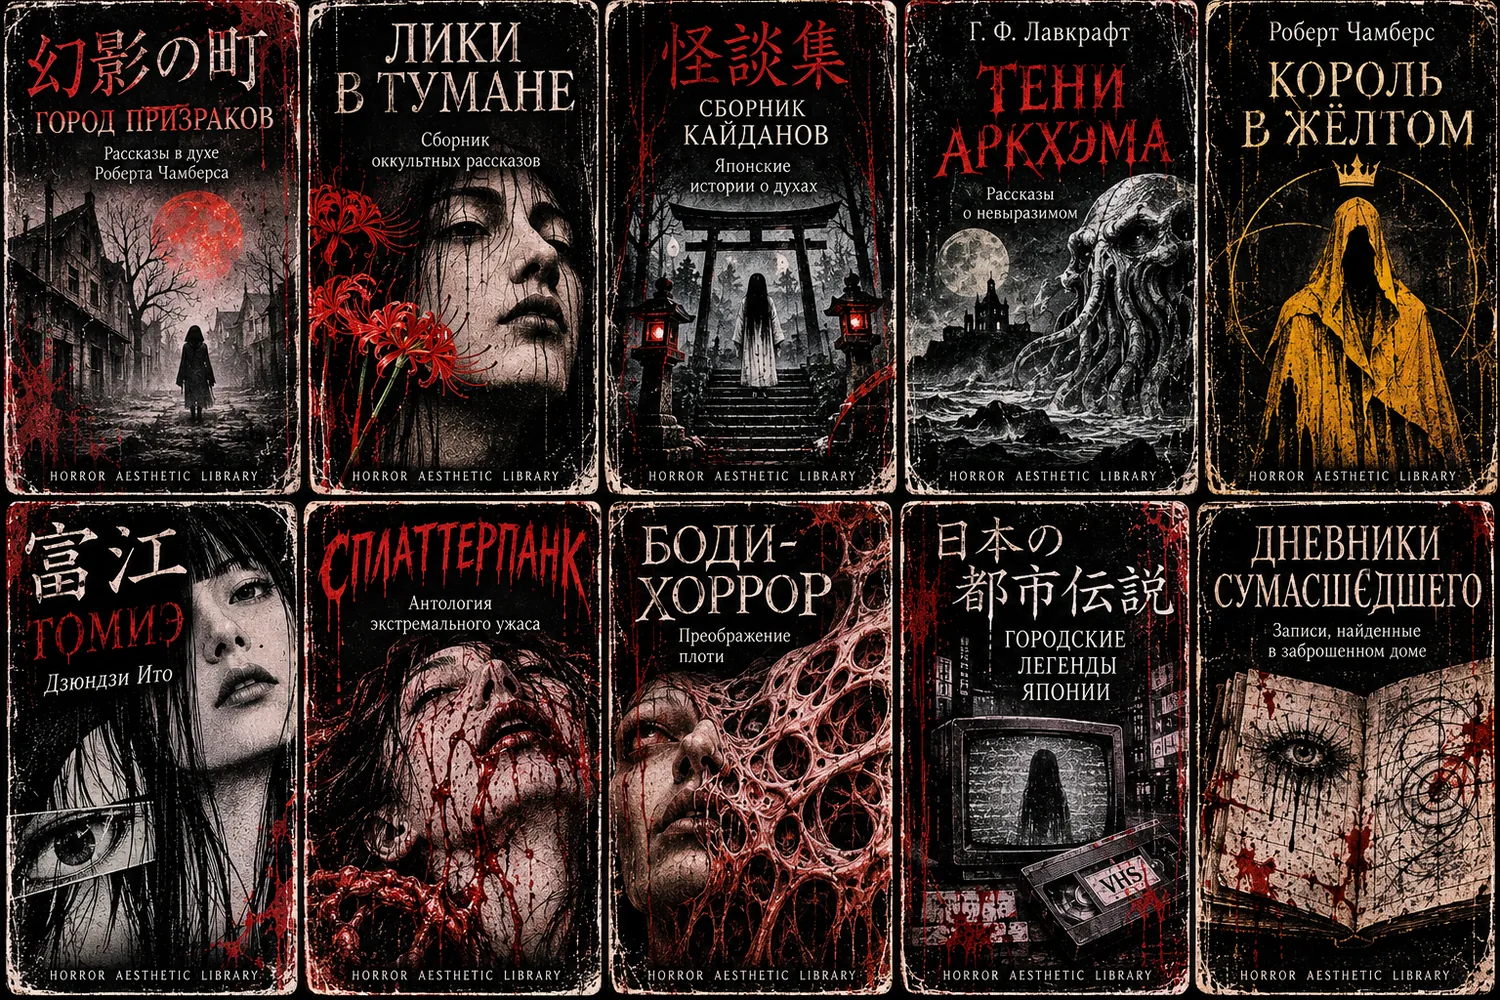 幻影の町
ГОРОД ПРИЗРАКОВ
Рассказы в духе
Роберта Чамберса
HORROR AESTHETIC LIBRARY
ЛИКИ
В ТУМАНЕ
Сборник
оккультных рассказов
HORROR AESTHETIC LIBRARY
怪談集
СБОРНИК
КАЙДАНОВ
Японские
истории о духах
HORROR AESTHETIC LIBRARY
Г. Ф. Лавкрафт
ТЕНИ
АРКХЭМА
Рассказы
о невыразимом
HORROR AESTHETIC LIBRARY
Роберт Чамберс
КОРОЛЬ
В ЖЁЛТОМ
HORROR AESTHETIC LIBRARY
富江
ТОМИЭ
Дзюндзи Ито
HORROR AESTHETIC LIBRARY
СПЛАТТЕРПАНК
Антология
экстремального ужаса
HORROR AESTHETIC LIBRARY
БОДИ-
ХОРРОР
Преображение
плоти
HORROR AESTHETIC LIBRARY
日本の
都市伝説
ГОРОДСКИЕ
ЛЕГЕНДЫ
ЯПОНИИ
VHS
HORROR AESTHETIC LIBRARY
ДНЕВНИКИ
СУМАСШЄДШЕГО
Записи, найденные
в заброшенном доме
HORROR AESTHETIC LIBRARY